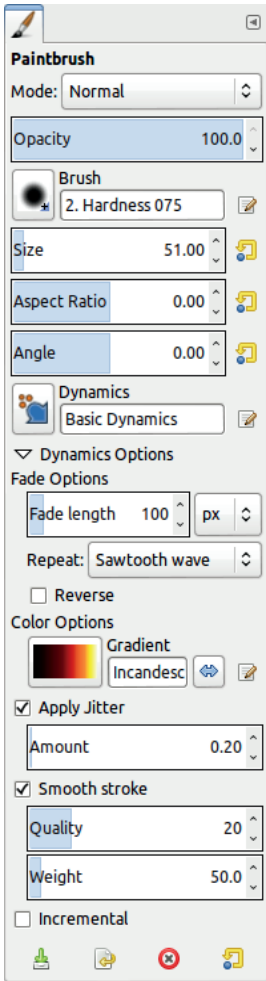 Paintbrush
Mode: Normal
Opacity 100.0
Brush
2. Hardness 075
Size 51.00
Aspect Ratio 0.00
Angle 0.00
Dynamics
Basic Dynamics
Dynamics Options
Fade Options
Fade length 100 px
Repeat: Sawtooth wave
Reverse
Color Options
Gradient
Incandesc
Apply Jitter
Amount 0.20
Smooth stroke
Quality 20
Weight 50.0
Incremental